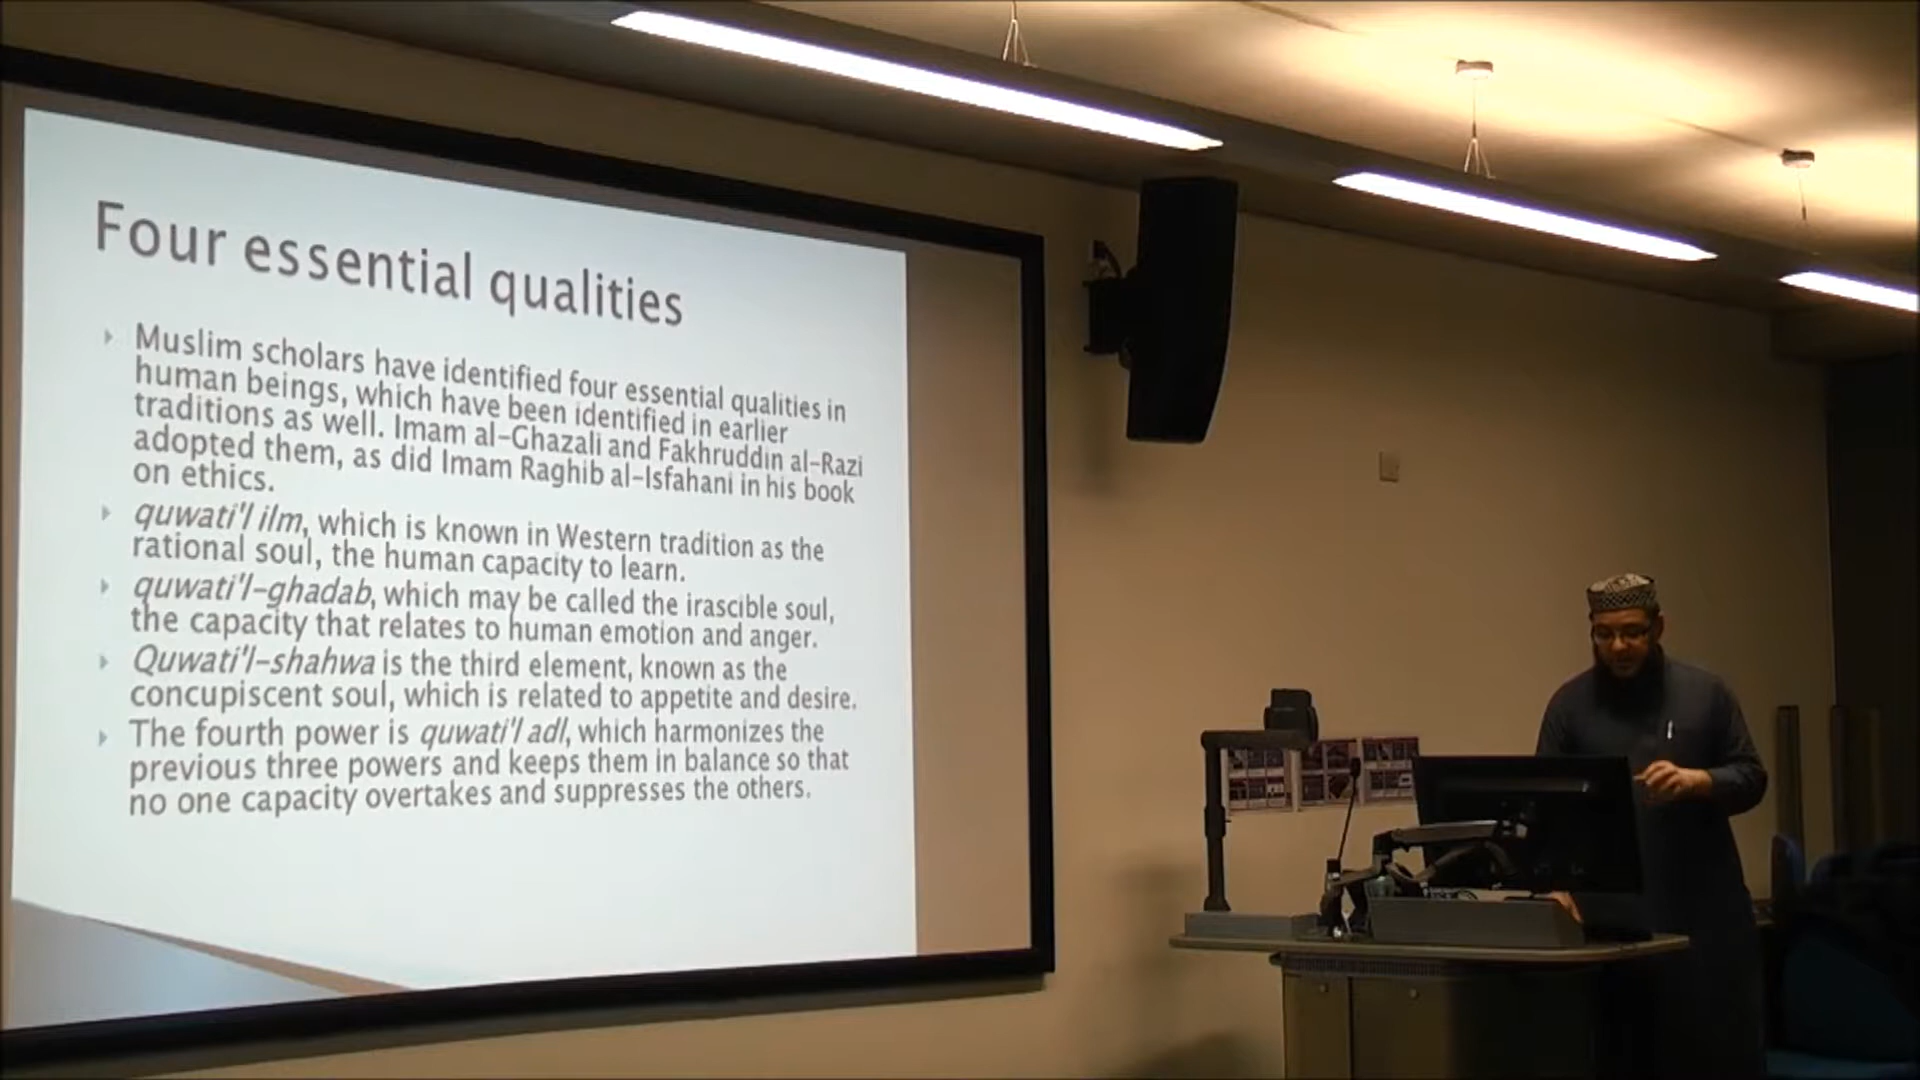 Four essential qualities
Muslim scholars have identified four essential qualities in
human beings, which have been identified in earlier
traditions as well. Imam al-Ghazali and Fakhruddin al-Razi
adopted them, as did Imam Raghib al-Isfahani in his book
on ethics.
quwati'l ilm, which is known in Western tradition as the
rational soul, the human capacity to learn.
quwati'l-ghadab, which may be called the irascible soul,
the capacity that relates to human emotion and anger.
Quwati'l-shahwa is the third element, known as the
concupiscent soul, which is related to appetite and desire.
The fourth power is quwati'l adl, which harmonizes the
previous three powers and keeps them in balance so that
no one capacity overtakes and suppresses the others.